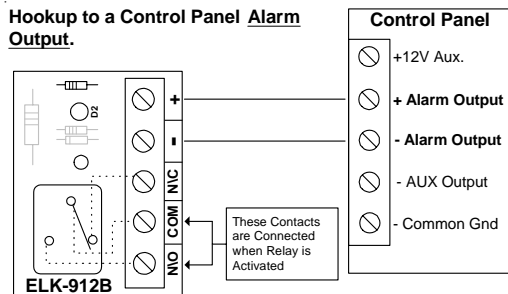 Hookup to a Control Panel Alarm
Output.
Control Panel
+12V Aux.
+ Alarm Output
- Alarm Output
- AUX Output
- Common Gnd
D2
+
-
N\C
COM
N\O
These Contacts
are Connected
when Relay is
Activated
ELK-912B